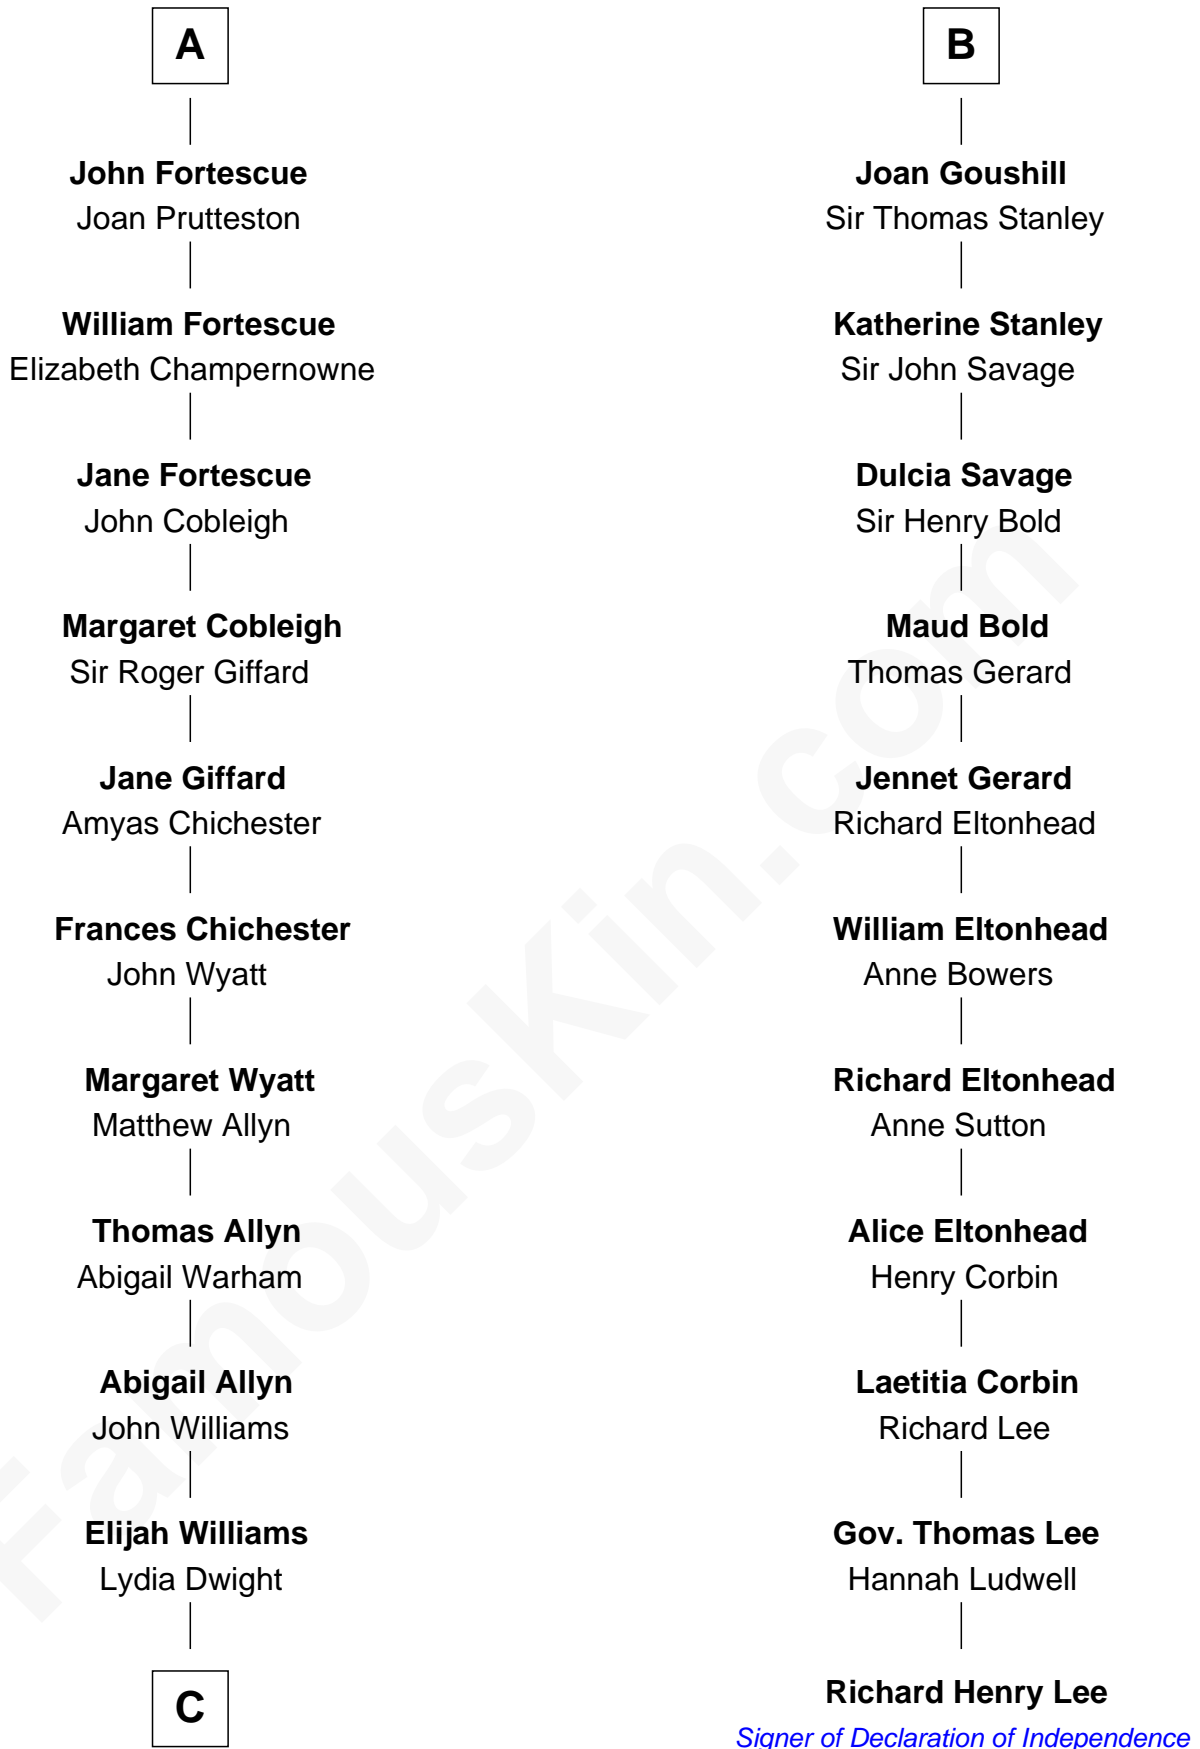 A
John Fortescue
Joan Prutteston
William Fortescue
Elizabeth Champernowne
Jane Fortescue
John Cobleigh
Margaret Cobleigh
Sir Roger Giffard
Jane Giffard
Amyas Chichester
Frances Chichester
John Wyatt
Margaret Wyatt
Matthew Allyn
Thomas Allyn
Abigail Warham
Abigail Allyn
John Williams
Elijah Williams
Lydia Dwight
C
B
Joan Goushill
Sir Thomas Stanley
Katherine Stanley
Sir John Savage
Dulcia Savage
Sir Henry Bold
Maud Bold
Thomas Gerard
Jennet Gerard
Richard Eltonhead
William Eltonhead
Anne Bowers
Richard Eltonhead
Anne Sutton
Alice Eltonhead
Henry Corbin
Laetitia Corbin
Richard Lee
Gov. Thomas Lee
Hannah Ludwell
Richard Henry Lee
Signer of Declaration of Independence
FamousKin.com